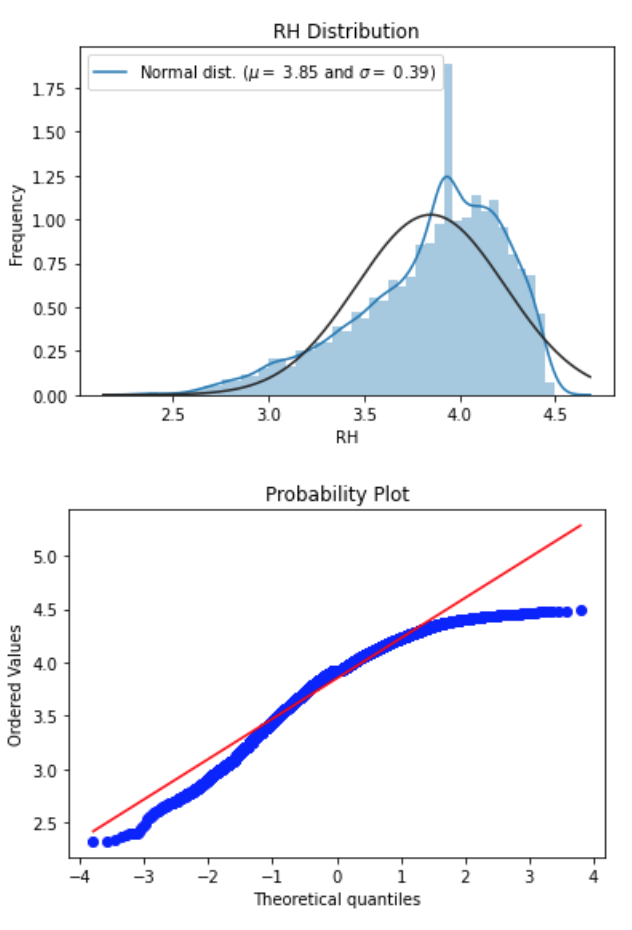 RH Distribution
Normal dist. (μ = 3.85 and σ = 0.39)
1.75
1.50
1.25
1.00
0.75
0.50
0.25
0.00
Frequency
2.5 3.0 3.5 4.0 4.5
RH
Probability Plot
5.0
4.5
4.0
3.5
3.0
2.5
Ordered Values
−4 −3 −2 −1 0 1 2 3 4
Theoretical quantiles